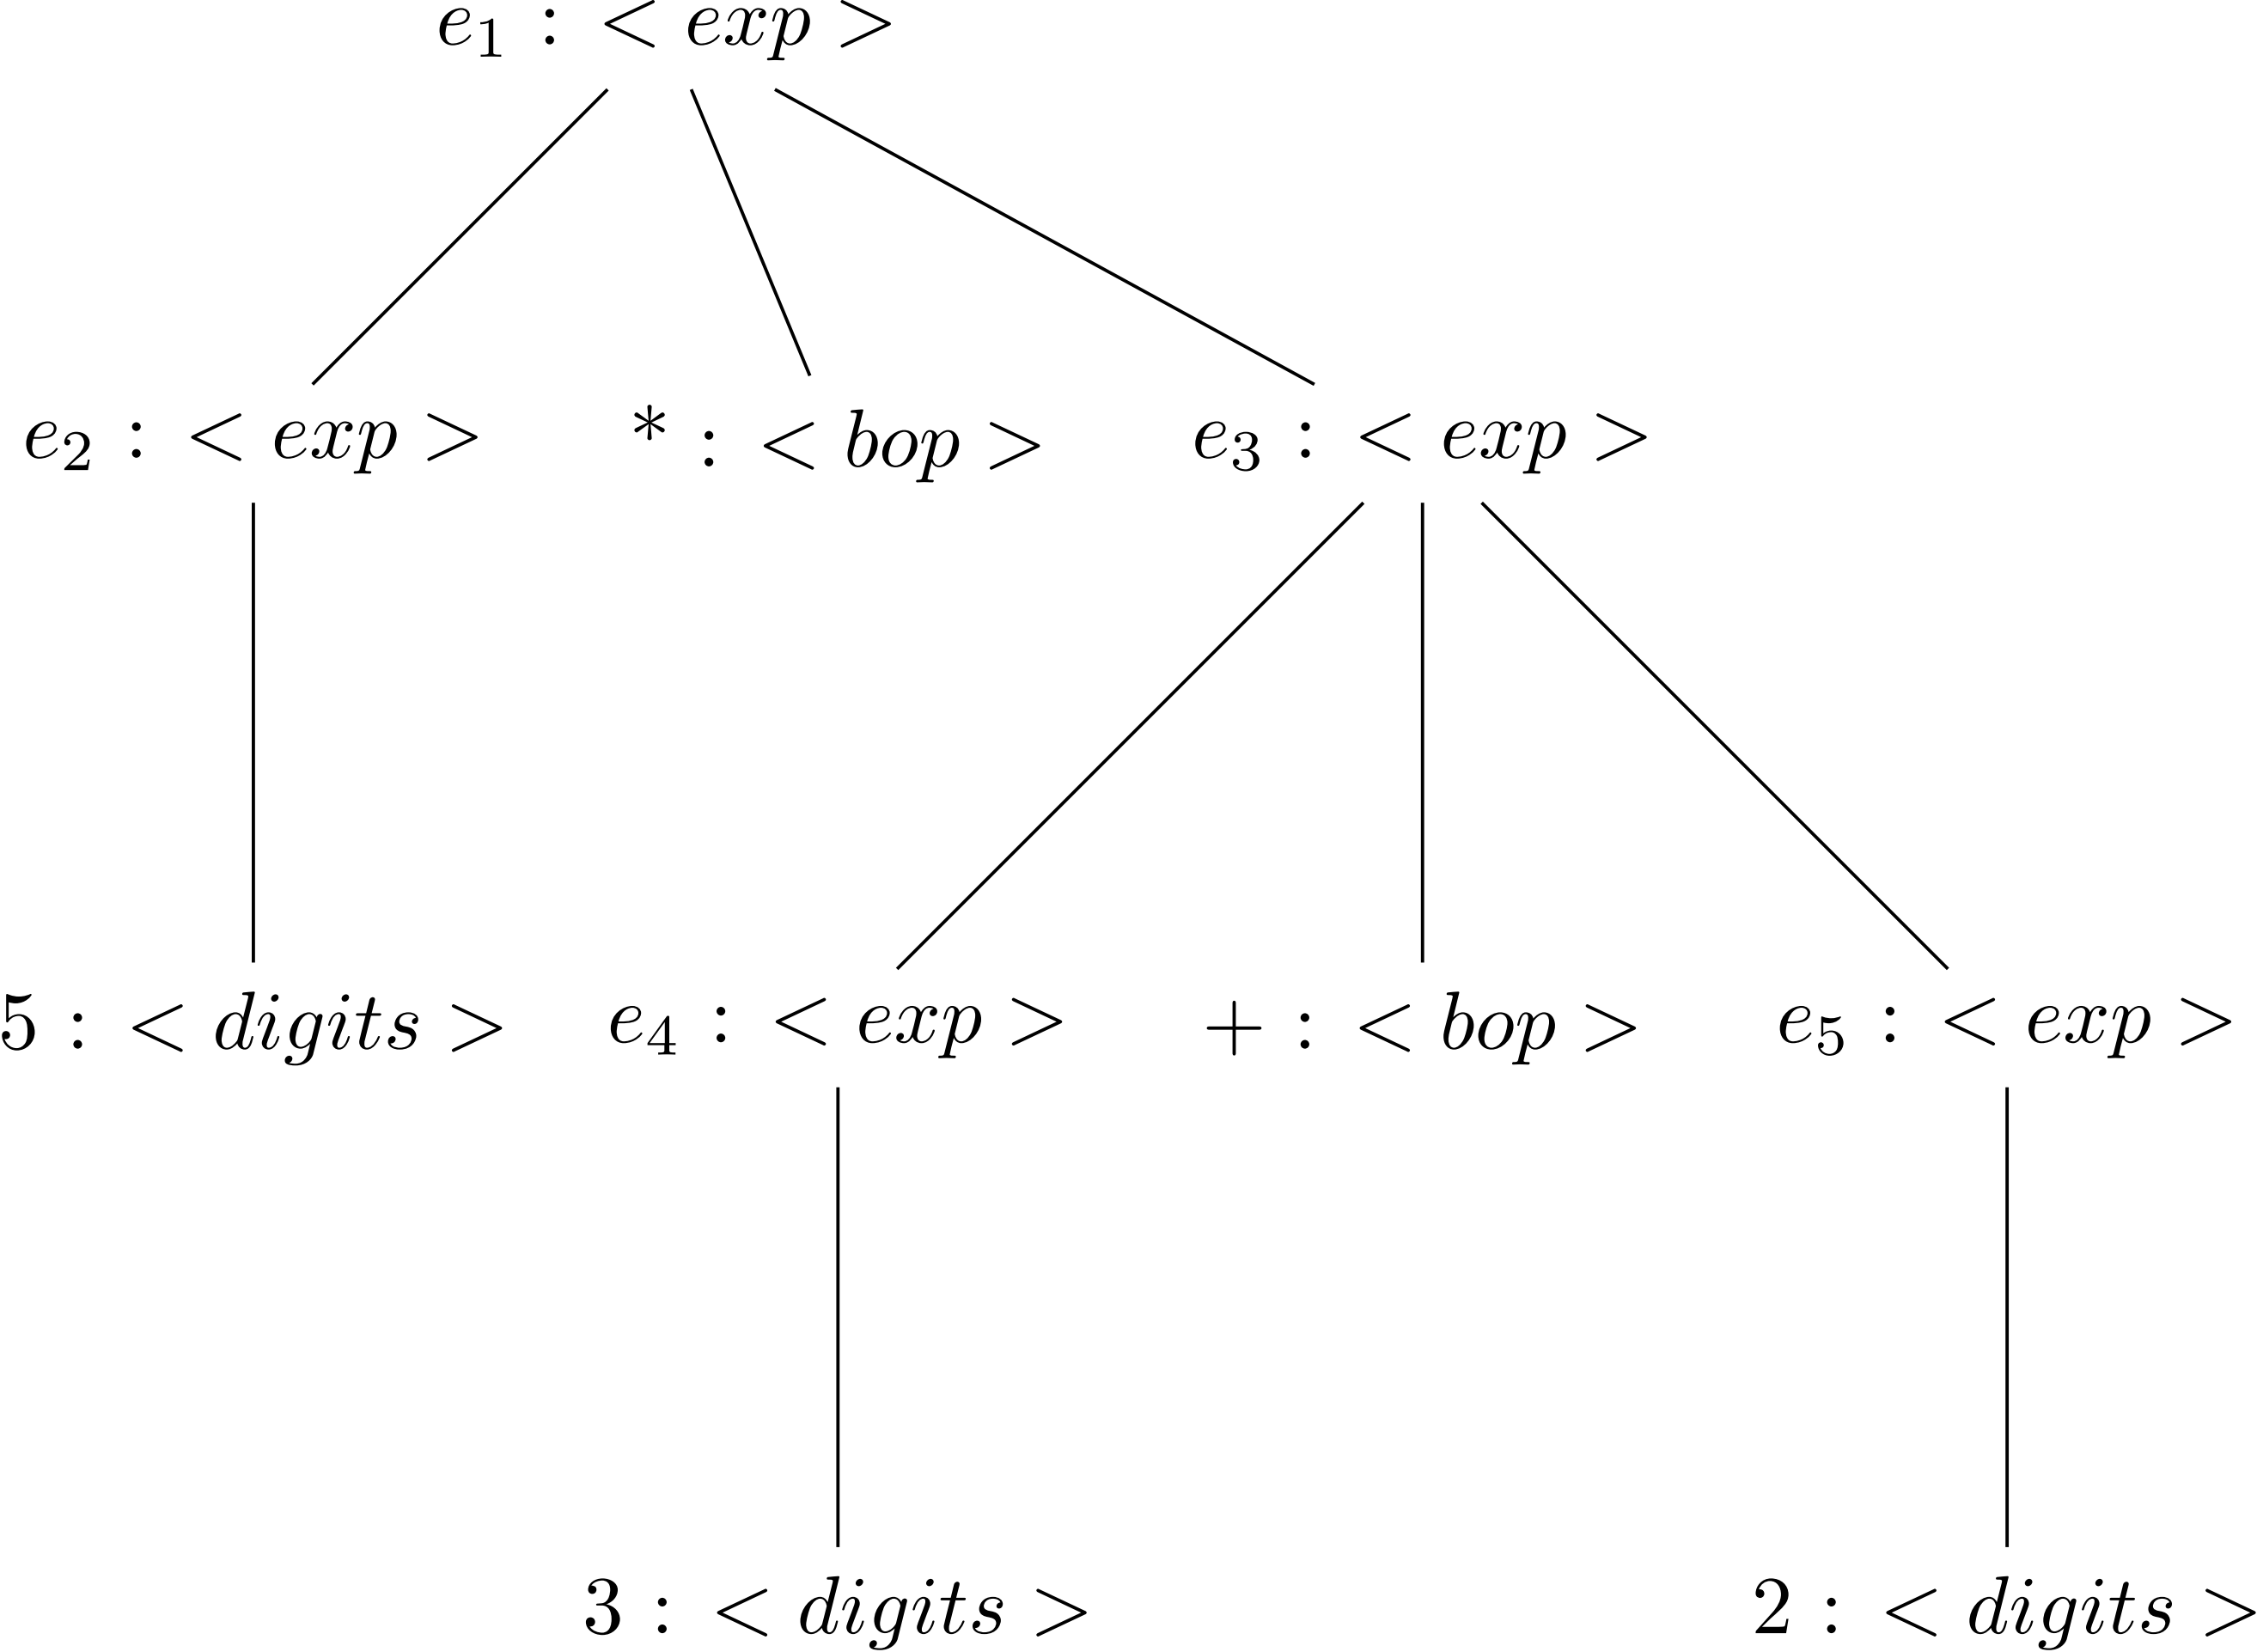 e₁ : < exp >
e₂ : < exp > * : < bop > e₃ : < exp >
5 : < digits > e₄ : < exp > + : < bop > e₅ : < exp >
3 : < digits > 2 : < digits >